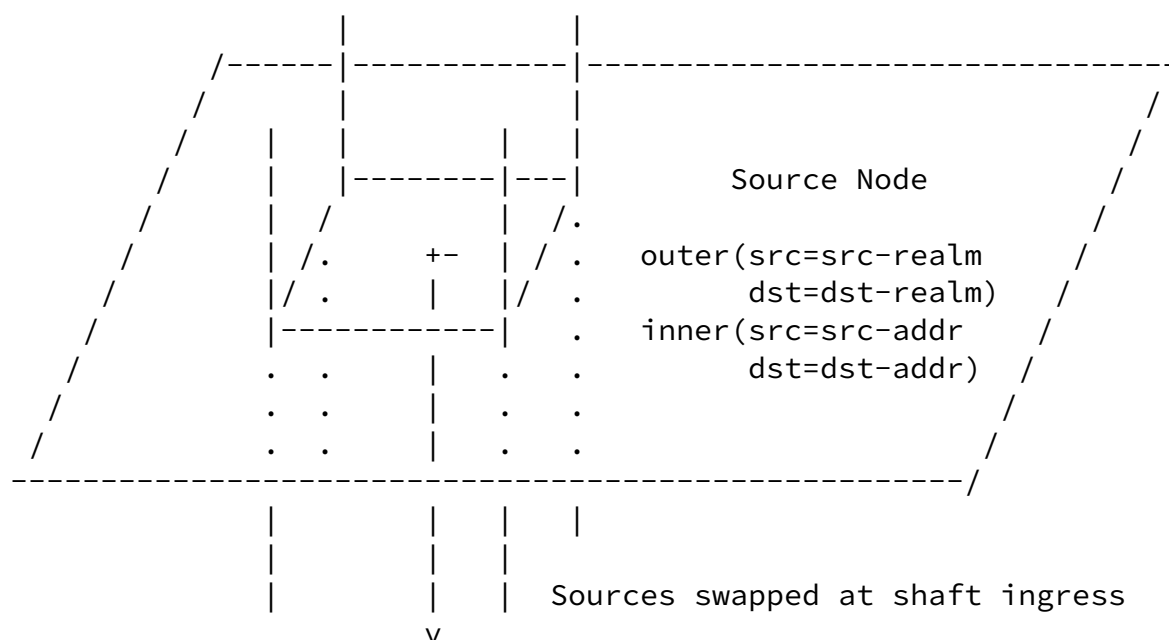 Source Node
outer(src=src-realm
dst=dst-realm)
inner(src=src-addr
dst=dst-addr)
Sources swapped at shaft ingress
v